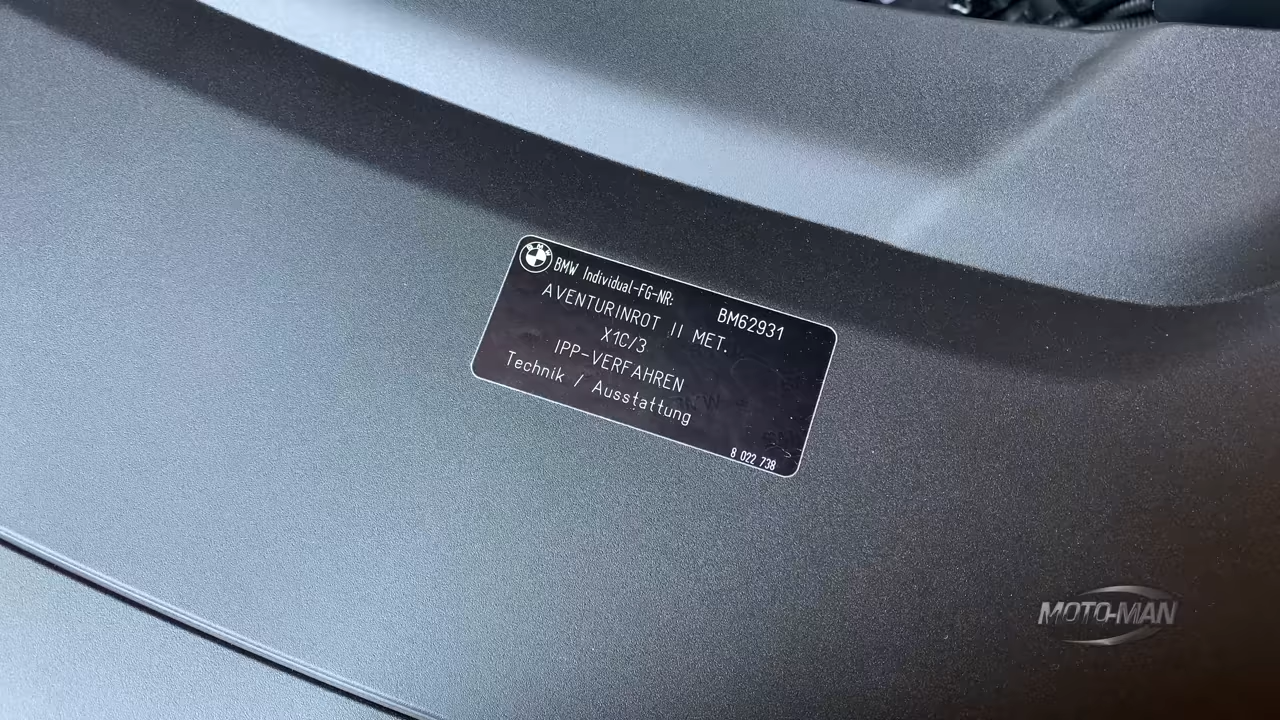 BMW
BMW Individual-FG-NR: BM62931
AVENTURINROT II MET.
X1C/3
IPP-VERFAHREN
Technik / Ausstattung
8 022 738
MOTO-MAN